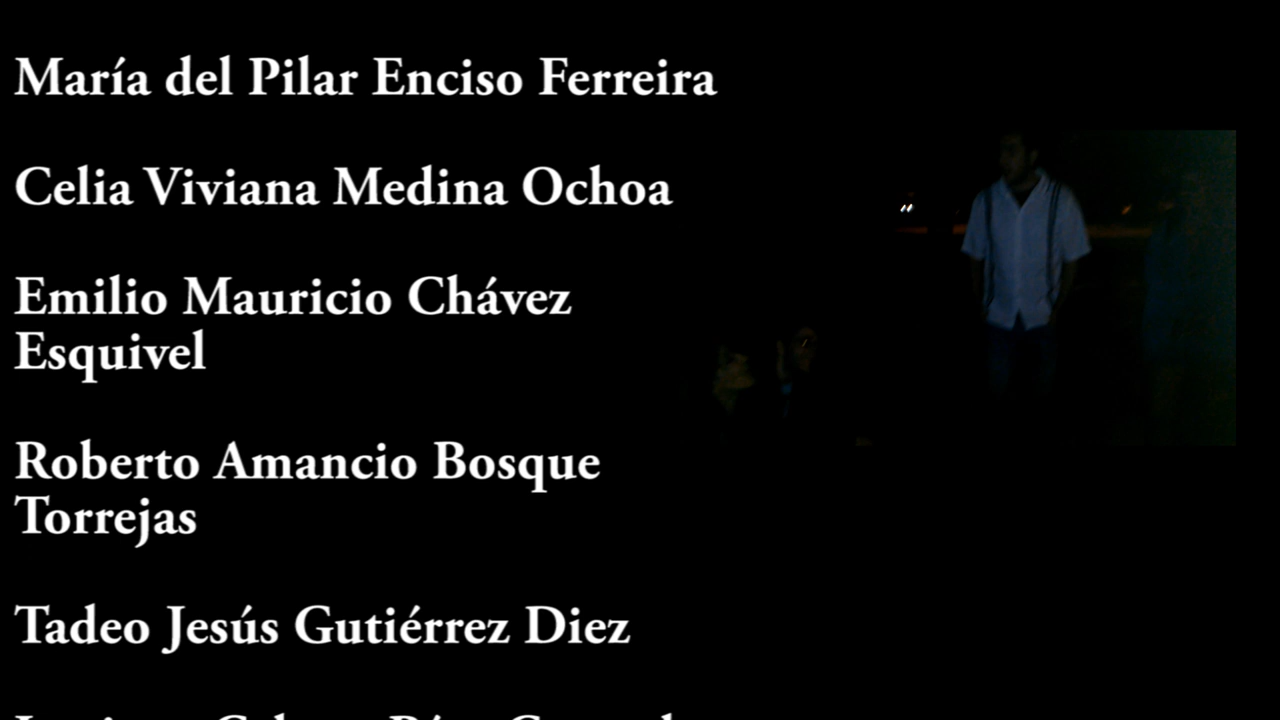 María del Pilar Enciso Ferreira
Celia Viviana Medina Ochoa
Emilio Mauricio Chávez
Esquivel
Roberto Amancio Bosque
Torrejas
Tadeo Jesús Gutiérrez Diez